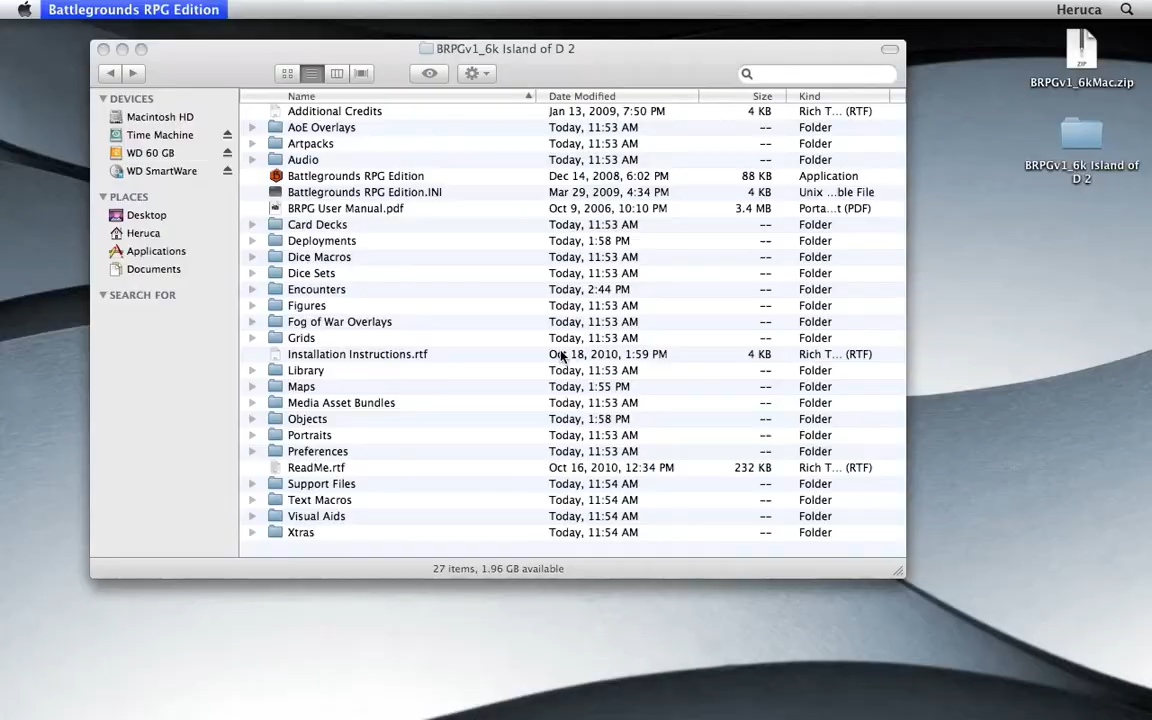 Battlegrounds RPG Edition Heruca
BRPGv1_6k Island of D 2
DEVICES
Macintosh HD
Time Machine
WD 60 GB
WD SmartWare
PLACES
Desktop
Heruca
Applications
Documents
SEARCH FOR
Name Date Modified Size Kind
Additional Credits Jan 13, 2009, 7:50 PM 4 KB Rich T... (RTF)
AoE Overlays Today, 11:53 AM -- Folder
Artpacks Today, 11:53 AM -- Folder
Audio Today, 11:53 AM -- Folder
Battlegrounds RPG Edition Dec 14, 2008, 6:02 PM 88 KB Application
Battlegrounds RPG Edition.INI Mar 29, 2009, 4:34 PM 4 KB Unix ...ble File
BRPG User Manual.pdf Oct 9, 2006, 10:10 PM 3.4 MB Porta...t (PDF)
Card Decks Today, 11:53 AM -- Folder
Deployments Today, 1:58 PM -- Folder
Dice Macros Today, 11:53 AM -- Folder
Dice Sets Today, 11:53 AM -- Folder
Encounters Today, 2:44 PM -- Folder
Figures Today, 11:53 AM -- Folder
Fog of War Overlays Today, 11:53 AM -- Folder
Grids Today, 11:53 AM -- Folder
Installation Instructions.rtf Oct 18, 2010, 1:59 PM 4 KB Rich T... (RTF)
Library Today, 11:53 AM -- Folder
Maps Today, 1:55 PM -- Folder
Media Asset Bundles Today, 11:53 AM -- Folder
Objects Today, 1:58 PM -- Folder
Portraits Today, 11:53 AM -- Folder
Preferences Today, 11:53 AM -- Folder
ReadMe.rtf Oct 16, 2010, 12:34 PM 232 KB Rich T... (RTF)
Support Files Today, 11:54 AM -- Folder
Text Macros Today, 11:54 AM -- Folder
Visual Aids Today, 11:54 AM -- Folder
Xtras Today, 11:54 AM -- Folder
27 items, 1.96 GB available
ZIP
BRPGv1_6kMac.zip
BRPGv1_6k Island of
D 2